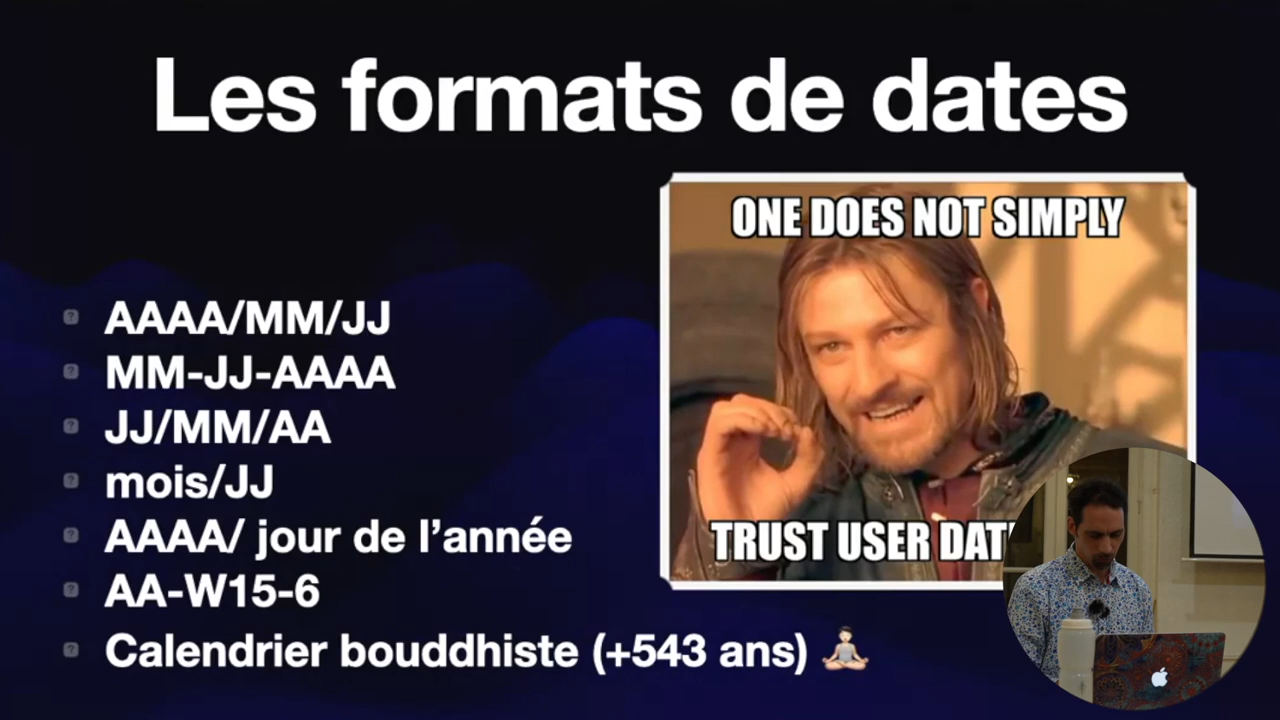 Les formats de dates
ONE DOES NOT SIMPLY
AAAA/MM/JJ
MM-JJ-AAAA
JJ/MM/AA
mois/JJ
AAAA/ jour de l’année
AA-W15-6
Calendrier bouddhiste (+543 ans)
TRUST USER